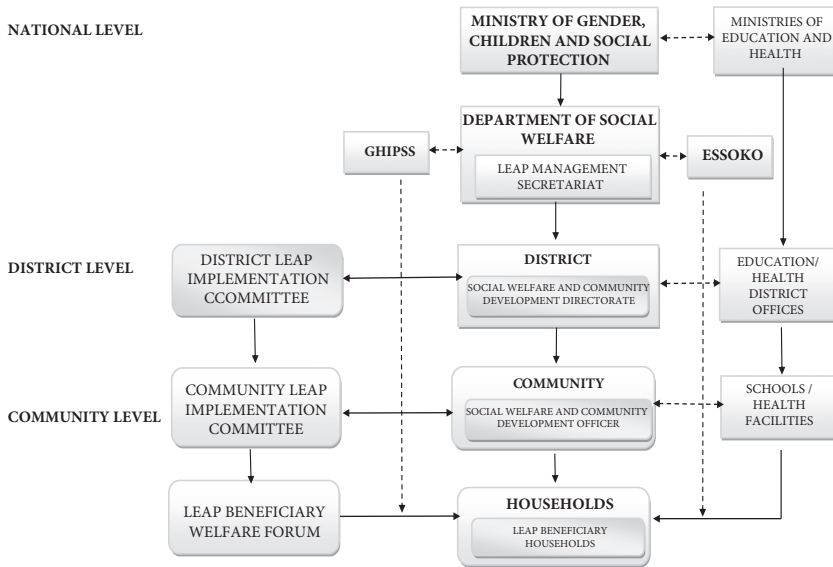 NATIONAL LEVEL
MINISTRY OF GENDER,
CHILDREN AND SOCIAL
PROTECTION
MINISTRIES OF
EDUCATION AND
HEALTH
GHIPSS
DEPARTMENT OF SOCIAL
WELFARE
LEAP MANAGEMENT
SECRETARIAT
ESSOKO
DISTRICT LEVEL
DISTRICT LEAP
IMPLEMENTATION
CCOMMITTEE
DISTRICT
SOCIAL WELFARE AND COMMUNITY
DEVELOPMENT DIRECTORATE
EDUCATION/
HEALTH
DISTRICT
OFFICES
COMMUNITY LEVEL
COMMUNITY LEAP
IMPLEMENTATION
COMMITTEE
COMMUNITY
SOCIAL WELFARE AND COMMUNITY
DEVELOPMENT OFFICER
SCHOOLS /
HEALTH
FACILITIES
LEAP BENEFICIARY
WELFARE FORUM
HOUSEHOLDS
LEAP BENEFICIARY
HOUSEHOLDS